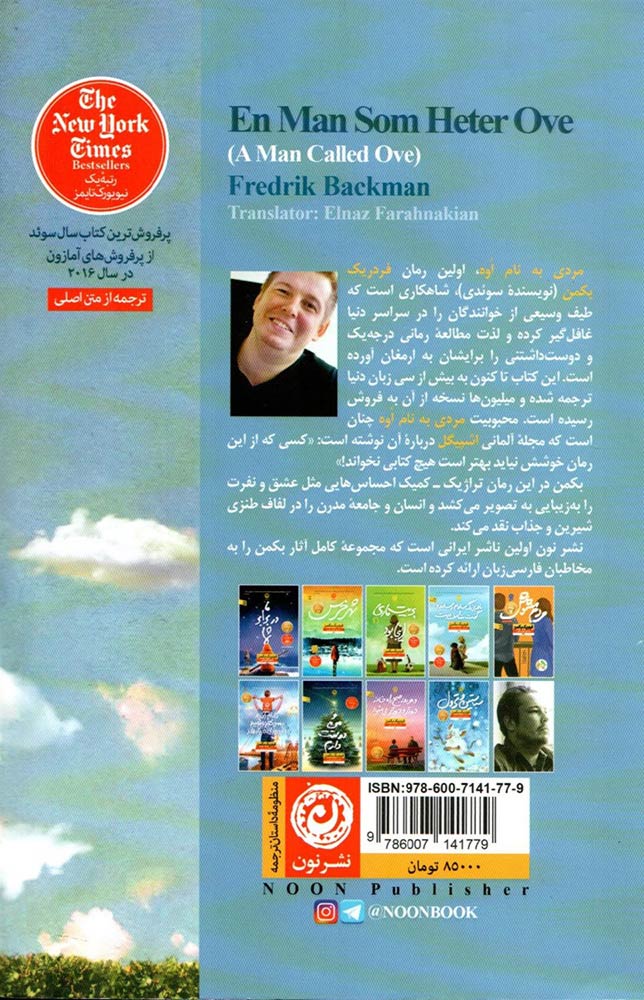 The
New York
Times
Bestsellers
رتبهٔ یک
نیویورک‌تایمز
پرفروش‌ترین کتاب سال سوئد
از پرفروش‌های آمازون
در سال ۲۰۱۶
ترجمه از متن اصلی
En Man Som Heter Ove
(A Man Called Ove)
Fredrik Backman
Translator: Elnaz Farahnakian
مردی به نام اُوه، اولین رمان فردریک
بکمن (نویسندهٔ سوئدی)، شاهکاری است که
طیف وسیعی از خوانندگان را در سراسر دنیا
غافل‌گیر کرده و لذت مطالعهٔ رمانی درجه‌یک
و دوست‌داشتنی را برایشان به ارمغان آورده
است. این کتاب تا کنون به بیش از سی زبان دنیا
ترجمه شده و میلیون‌ها نسخه از آن به فروش
رسیده است. محبوبیت مردی به نام اُوه چنان
است که مجلهٔ آلمانی اشپیگل دربارهٔ آن نوشته است: «کسی که از این
رمان خوشش نیاید بهتر است هیچ کتابی نخواند!»
بکمن در این رمان تراژیک ـ کمیک احساس‌هایی مثل عشق و نفرت
را به‌زیبایی به تصویر می‌کشد و انسان و جامعهٔ مدرن را در لفاف طنزی
شیرین و جذاب نقد می‌کند.
نشر نون اولین ناشر ایرانی است که مجموعهٔ کامل آثار بکمن را به
مخاطبان فارسی‌زبان ارائه کرده است.
منظومهٔ داستان ترجمه
نشر نون
ISBN: 978-600-7141-77-9
9 786007 141779
۸۵۰۰۰ تومان
NOON Publisher
@NOONBOOK